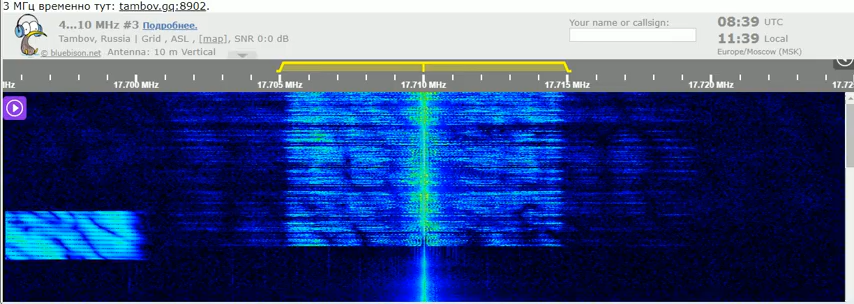 3 МГц временно тут: tambov.gq:8902.
4...10 MHz #3 Подробнее.
Tambov, Russia | Grid , ASL , [map], SNR 0:0 dB
© bluebison.net Antenna: 10 m Vertical
Your name or callsign:
08:39 UTC
11:39 Local
Europe/Moscow (MSK)
17.700 MHz 17.705 MHz 17.710 MHz 17.715 MHz 17.720 MHz